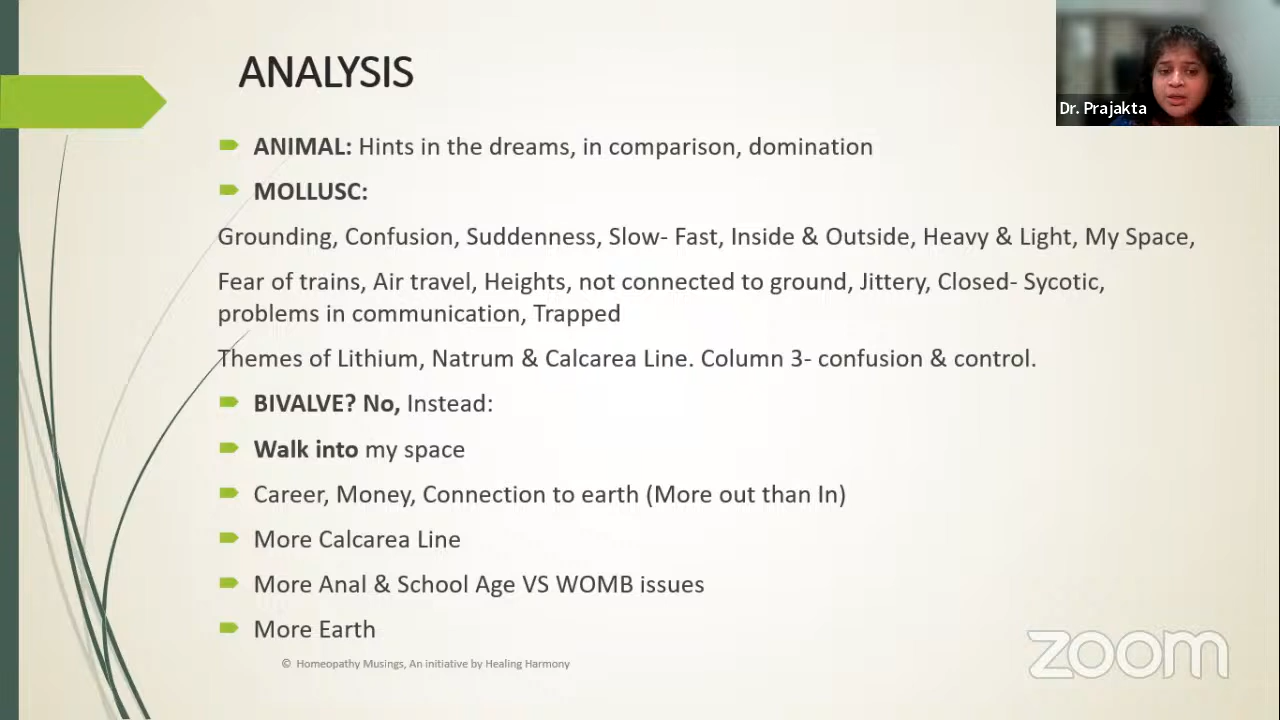 ANALYSIS
Dr. Prajakta
ANIMAL: Hints in the dreams, in comparison, domination
MOLLUSC:
Grounding, Confusion, Suddenness, Slow- Fast, Inside & Outside, Heavy & Light, My Space,
Fear of trains, Air travel, Heights, not connected to ground, Jittery, Closed- Sycotic,
problems in communication, Trapped
Themes of Lithium, Natrum & Calcarea Line. Column 3- confusion & control.
BIVALVE? No, Instead:
Walk into my space
Career, Money, Connection to earth (More out than In)
More Calcarea Line
More Anal & School Age VS WOMB issues
More Earth
© Homeopathy Musings, An initiative by Healing Harmony
zoom